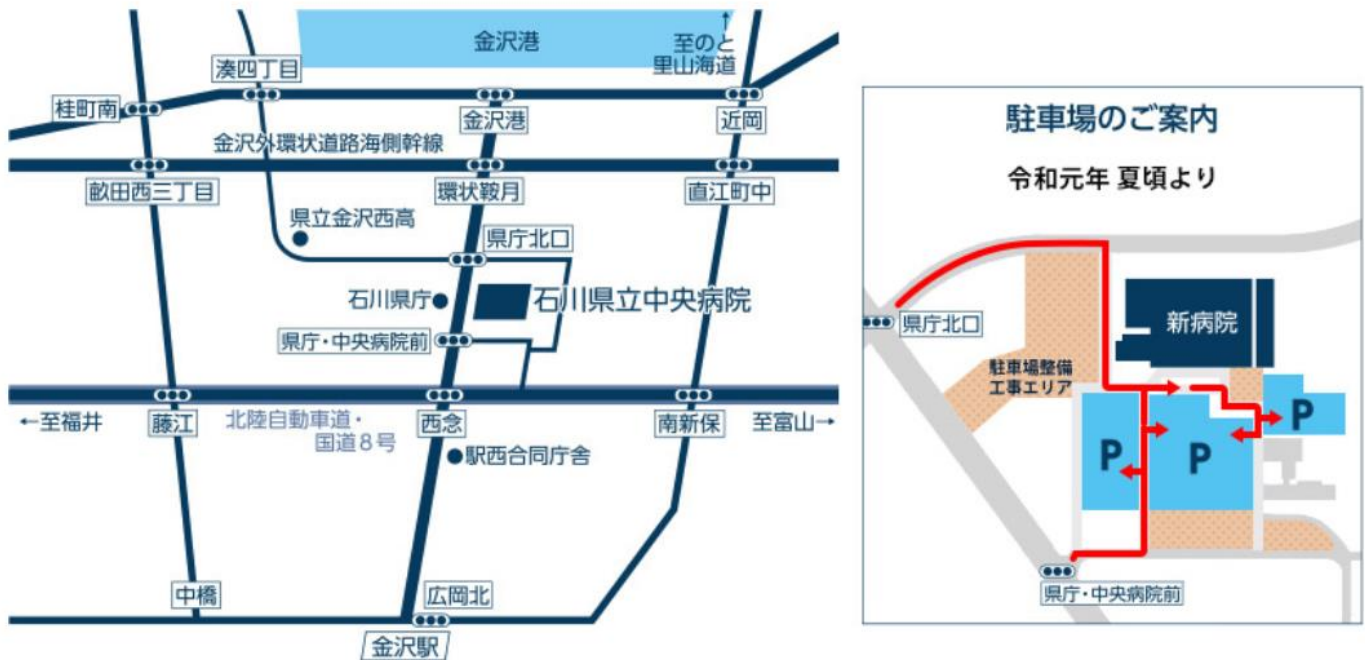 金沢港
↑
至のと
里山海道
湊四丁目
桂町南
金沢港
近岡
金沢外環状道路海側幹線
畝田西三丁目
環状鞍月
直江町中
県立金沢西高
県庁北口
石川県庁
石川県立中央病院
県庁・中央病院前
←至福井
藤江
北陸自動車道・
国道8号
西念
南新保
至富山→
駅西合同庁舎
中橋
広岡北
金沢駅
駐車場のご案内
令和元年 夏頃より
県庁北口
新病院
駐車場整備
工事エリア
P
P
P
県庁・中央病院前